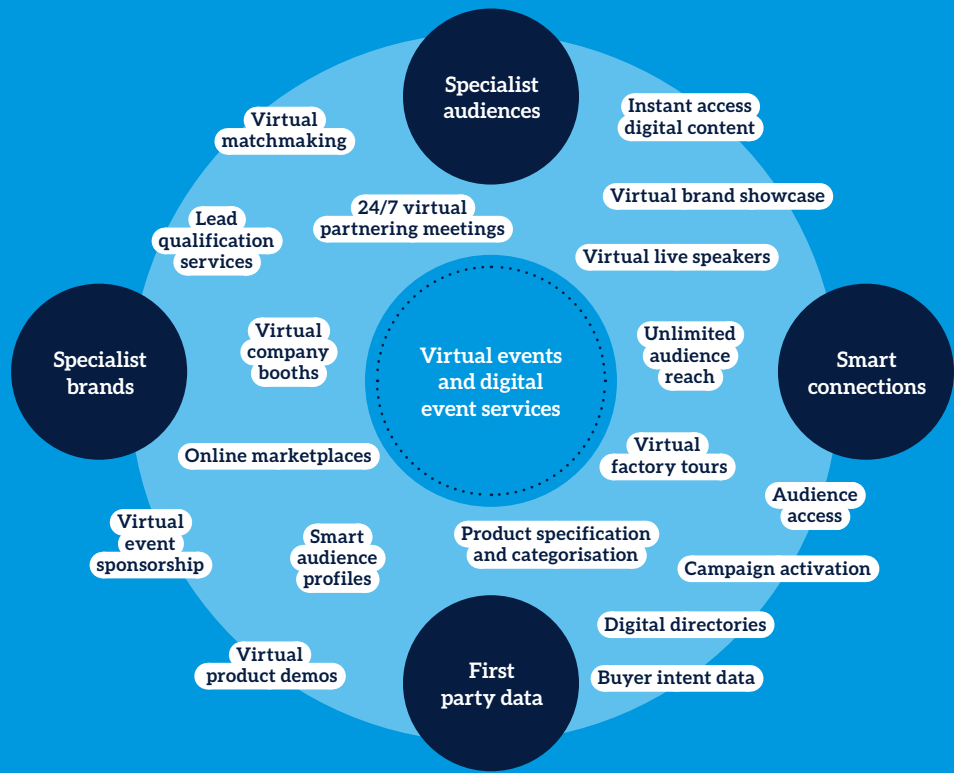 Specialist
audiences
Virtual
matchmaking
Instant access
digital content
24/7 virtual
partnering meetings
Virtual brand showcase
Lead
qualification
services
Virtual live speakers
Specialist
brands
Virtual
company
booths
Virtual events
and digital
event services
Unlimited
audience
reach
Smart
connections
Online marketplaces
Virtual
factory tours
Audience
access
Virtual
event
sponsorship
Smart
audience
profiles
Product specification
and categorisation
Campaign activation
Digital directories
Virtual
product demos
First
party data
Buyer intent data